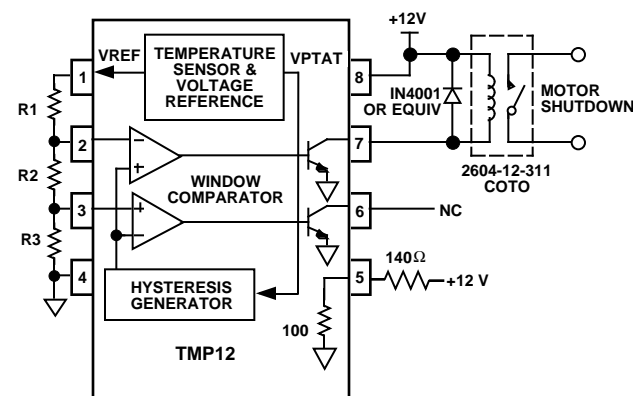 +12V
VREF
TEMPERATURE
SENSOR &
VOLTAGE
REFERENCE
VPTAT
1
8
R1
IN4001
OR EQUIV
MOTOR
SHUTDOWN
2
−
+
7
R2
WINDOW
COMPARATOR
2604-12-311
COTO
3
+
−
6
NC
R3
4
5
140Ω
+12 V
HYSTERESIS
GENERATOR
100
TMP12